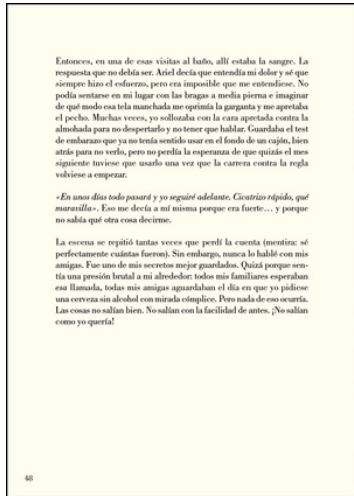 Entonces, en una de esas visitas al baño, allí estaba la sangre. La
respuesta que no debía ser. Ariel decía que entendía mi dolor y sé que
siempre hizo el esfuerzo, pero era imposible que me entendiese. No
podía sentarse en mi lugar con las bragas a media pierna e imaginar
de qué modo esa tela manchada me oprimía la garganta y me apretaba
el pecho. Muchas veces, yo sollozaba con la cara apretada contra la
almohada para no despertarlo y no tener que hablar. Guardaba el test
de embarazo que ya no tenía sentido usar en el fondo de un cajón, bien
atrás para no verlo, pero no perdía la esperanza de que quizás el mes
siguiente tuviese que usarlo una vez que la carrera contra la regla
volviese a empezar.
«En unos días todo pasará y yo seguiré adelante. Cicatrizo rápido, qué
maravilla». Eso me decía a mí misma porque era fuerte… y porque
no sabía qué otra cosa decirme.
La escena se repitió tantas veces que perdí la cuenta (mentira: sé
perfectamente cuántas fueron). Sin embargo, nunca lo hablé con mis
amigas. Fue uno de mis secretos mejor guardados. Quizá porque sen-
tía una presión brutal a mi alrededor: todos mis familiares esperaban
esa llamada, todas mis amigas aguardaban el día en que yo pidiese
una cerveza sin alcohol con mirada cómplice. Pero nada de eso ocurría.
Las cosas no salían bien. No salían con la facilidad de antes. ¡No salían
como yo quería!
48